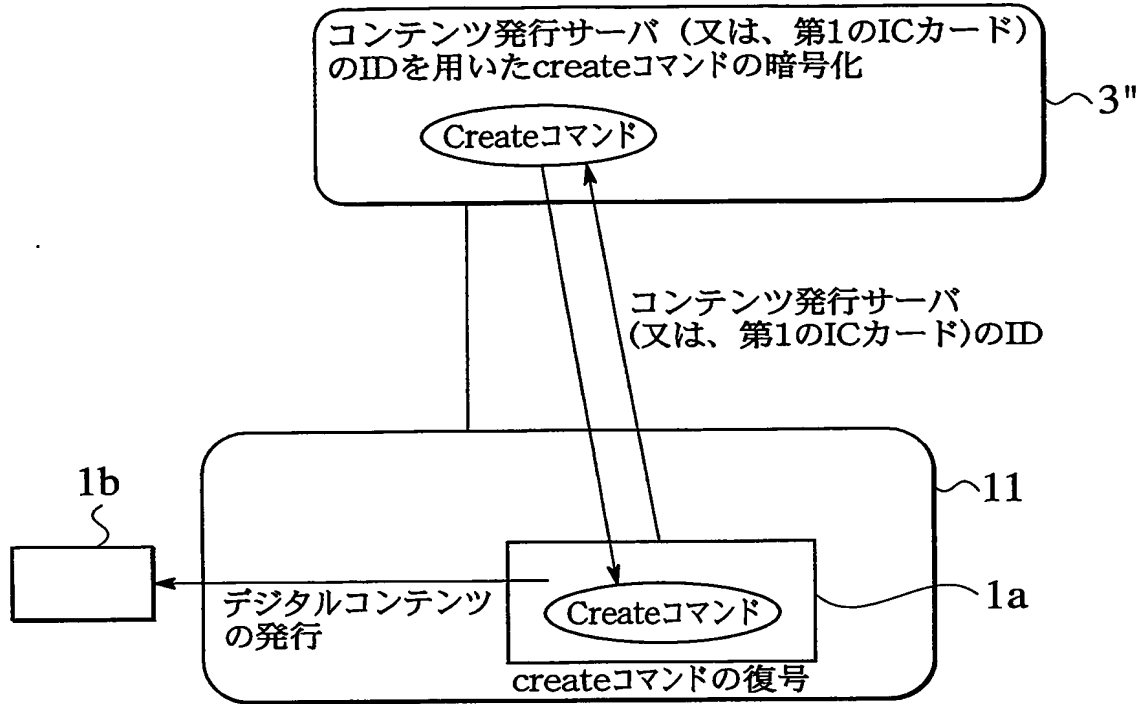 コンテンツ発行サーバ（又は、第1のICカード）
のIDを用いたcreateコマンドの暗号化
3"
Createコマンド
コンテンツ発行サーバ
(又は、第1のICカード)のID
1b
11
デジタルコンテンツ
の発行
Createコマンド
1a
createコマンドの復号